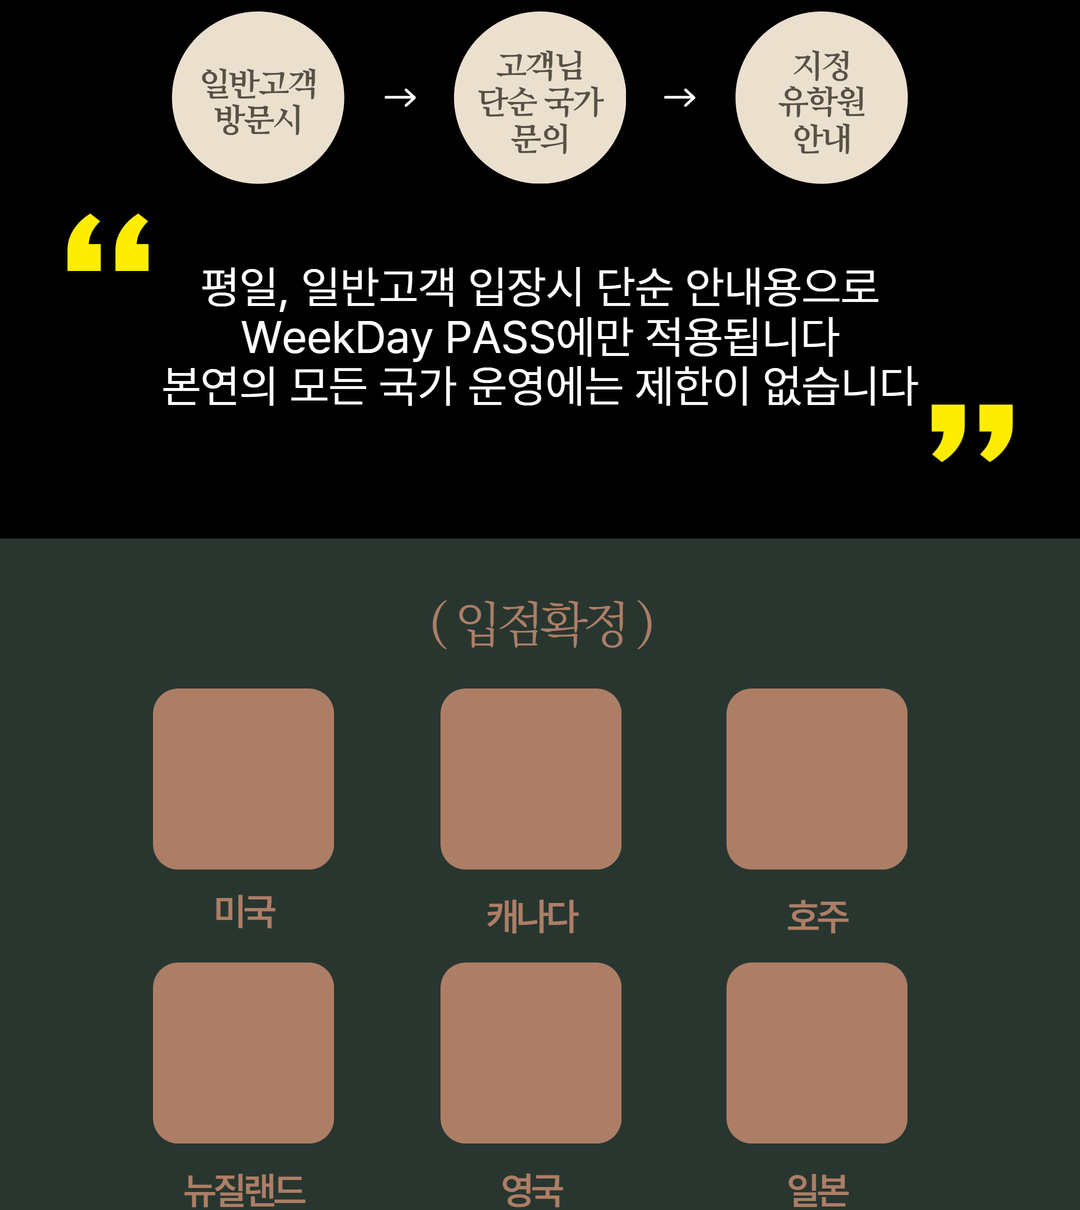 일반고객
방문시
→
고객님
단순 국가
문의
→
지정
유학원
안내
“
평일, 일반고객 입장시 단순 안내용으로
WeekDay PASS에만 적용됩니다
본연의 모든 국가 운영에는 제한이 없습니다
”
( 입점확정 )
미국
캐나다
호주
뉴질랜드
영국
일본